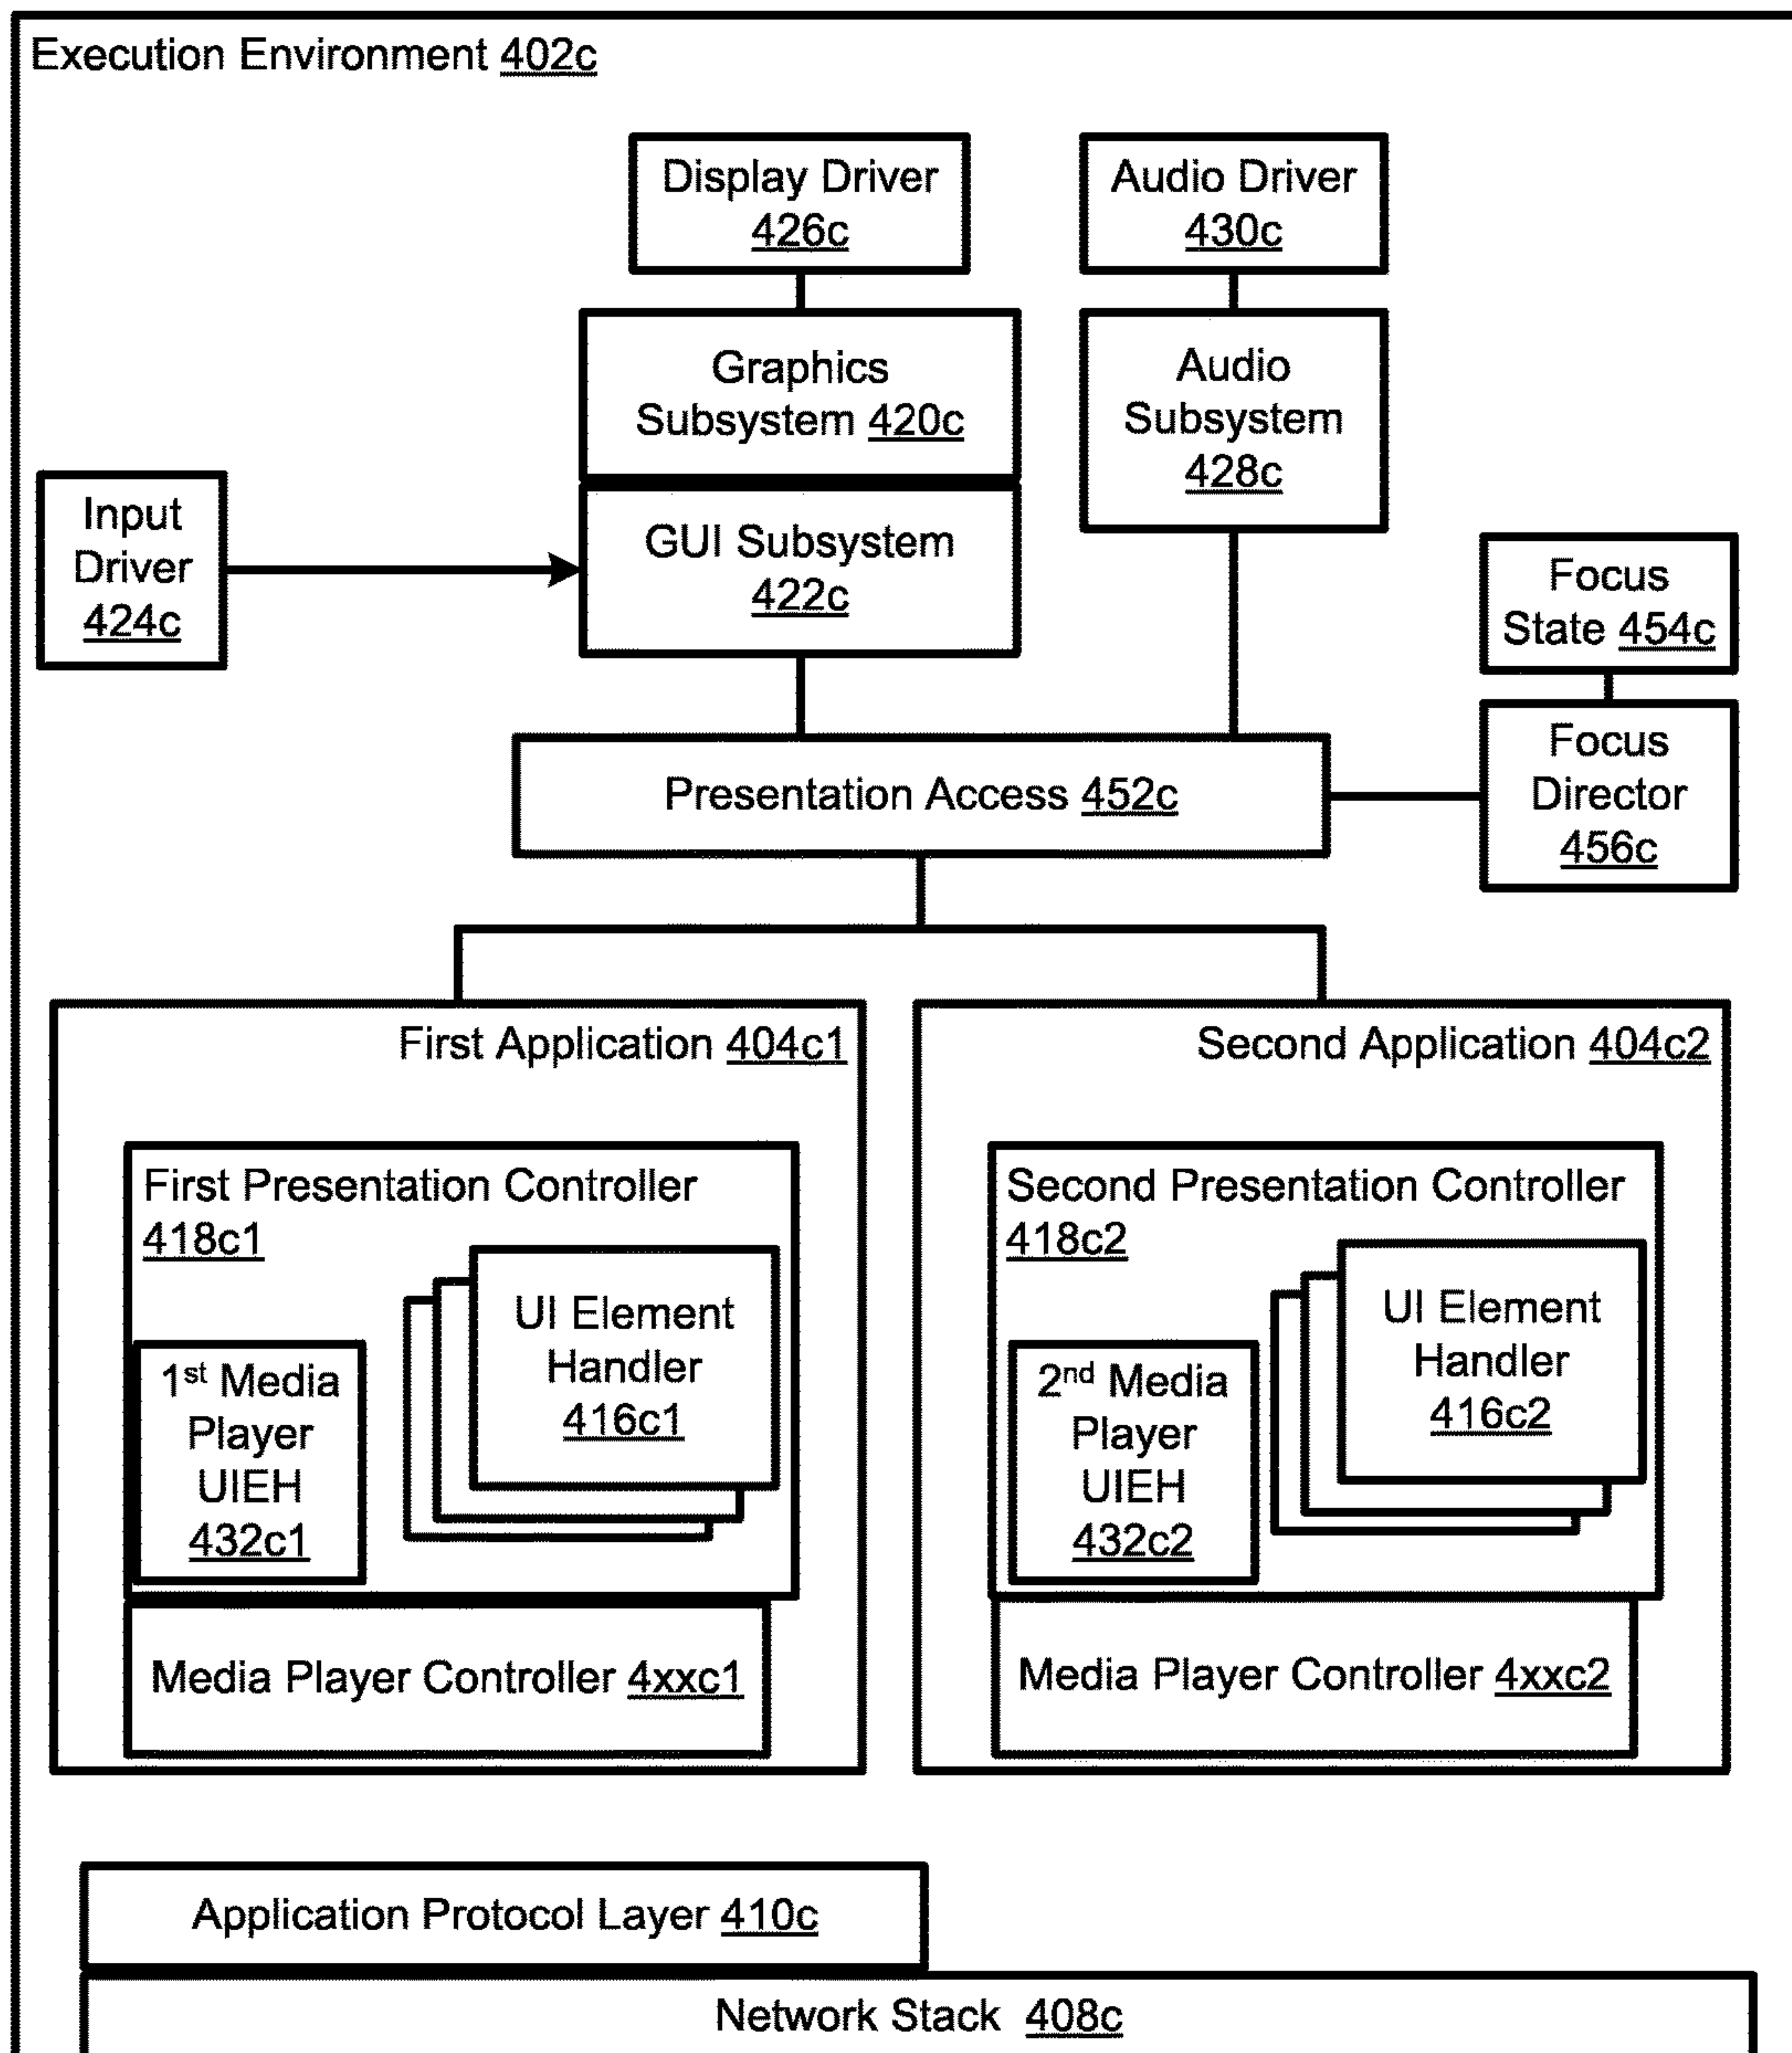 Execution Environment 402c
Display Driver
426c
Audio Driver
430c
Graphics
Subsystem 420c
Audio
Subsystem
428c
Input
Driver
424c
GUI Subsystem
422c
Focus
State 454c
Focus
Director
456c
Presentation Access 452c
First Application 404c1
Second Application 404c2
First Presentation Controller
418c1
UI Element
Handler
416c1
1st Media
Player
UIEH
432c1
Media Player Controller 4xxc1
Second Presentation Controller
418c2
UI Element
Handler
416c2
2nd Media
Player
UIEH
432c2
Media Player Controller 4xxc2
Application Protocol Layer 410c
Network Stack 408c